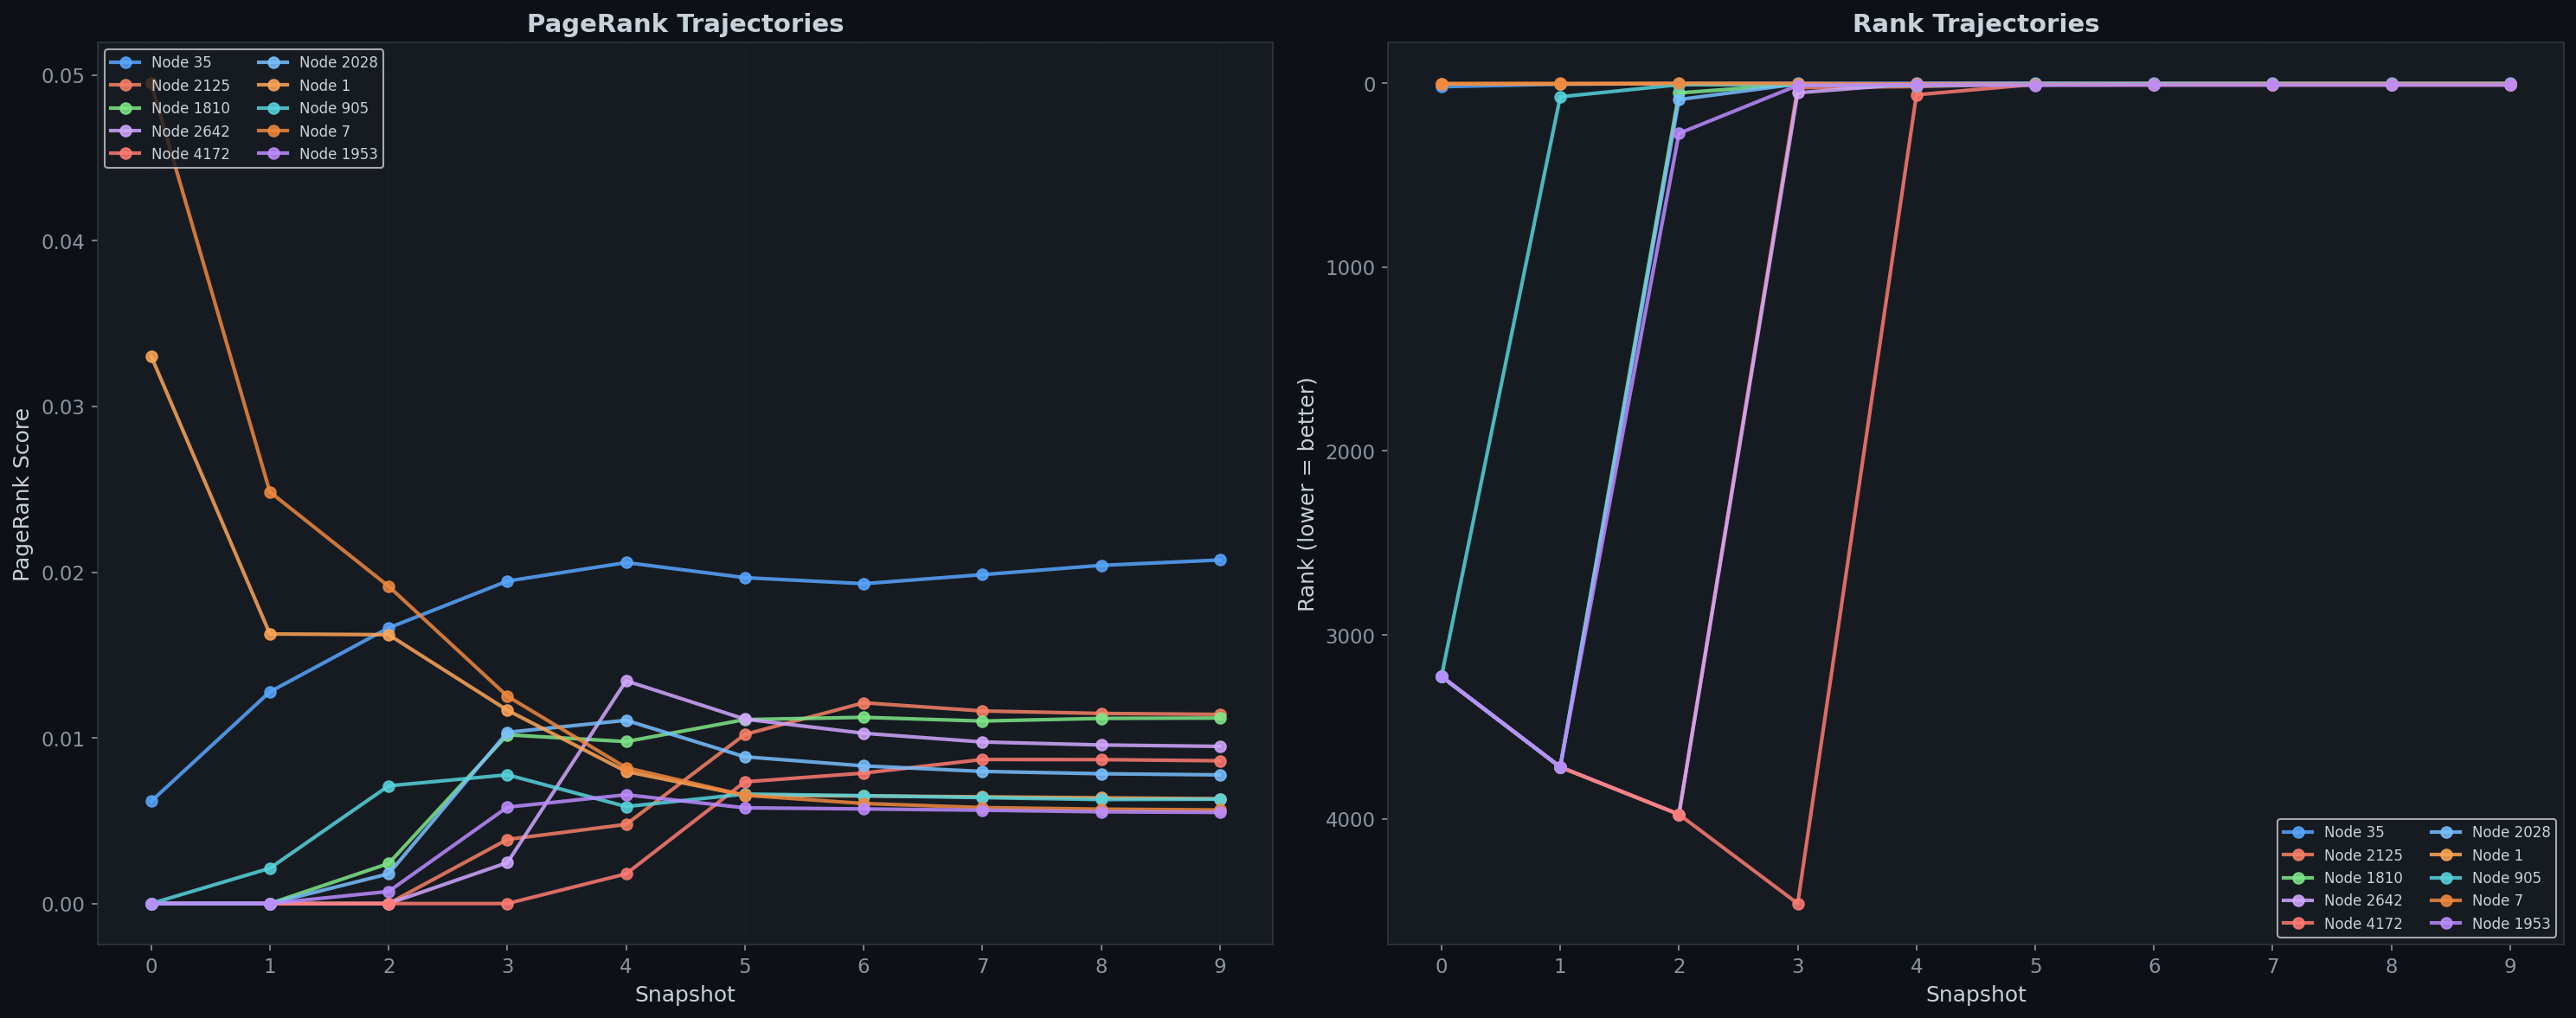 PageRank Trajectories
Node 35
Node 2125
Node 1810
Node 2642
Node 4172
Node 2028
Node 1
Node 905
Node 7
Node 1953
PageRank Score
0.05
0.04
0.03
0.02
0.01
0.00
0 1 2 3 4 5 6 7 8 9
Snapshot
Rank Trajectories
Rank (lower = better)
0
1000
2000
3000
4000
Node 35
Node 2125
Node 1810
Node 2642
Node 4172
Node 2028
Node 1
Node 905
Node 7
Node 1953
0 1 2 3 4 5 6 7 8 9
Snapshot